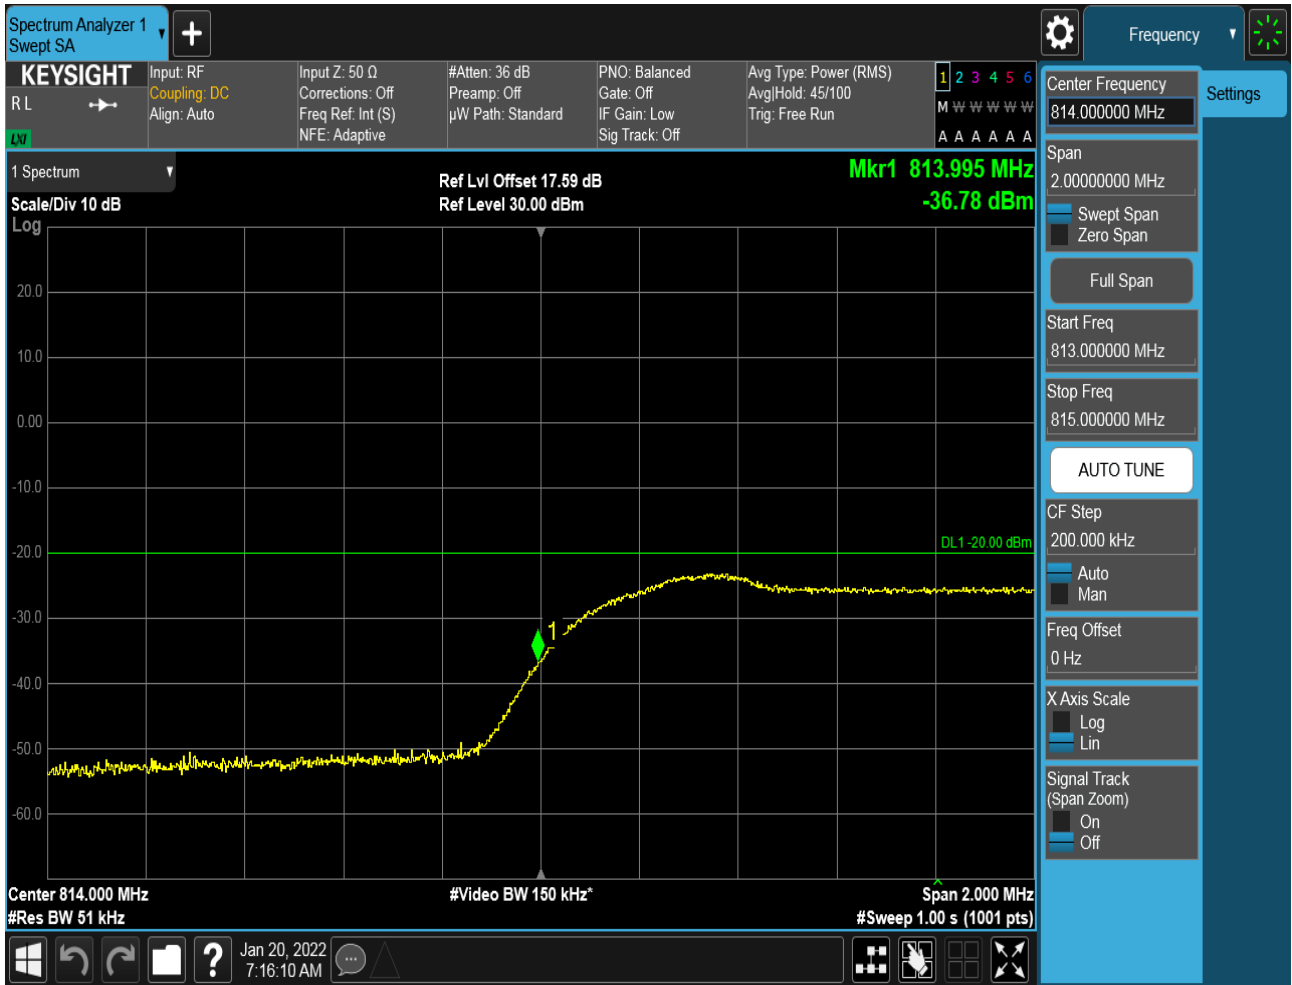 Spectrum Analyzer 1
Swept SA
Frequency
KEYSIGHT
R L
LXI
Input: RF
Coupling: DC
Align: Auto
Input Z: 50 Ω
Corrections: Off
Freq Ref: Int (S)
NFE: Adaptive
#Atten: 36 dB
Preamp: Off
µW Path: Standard
PNO: Balanced
Gate: Off
IF Gain: Low
Sig Track: Off
Avg Type: Power (RMS)
Avg|Hold: 45/100
Trig: Free Run
1 2 3 4 5 6
M W W W W W
A A A A A A
1 Spectrum
Scale/Div 10 dB
Log
Ref Lvl Offset 17.59 dB
Ref Level 30.00 dBm
Mkr1 813.995 MHz
-36.78 dBm
20.0
10.0
0.00
-10.0
-20.0
-30.0
-40.0
-50.0
-60.0
DL1 -20.00 dBm
1
Center 814.000 MHz
#Res BW 51 kHz
#Video BW 150 kHz*
Span 2.000 MHz
#Sweep 1.00 s (1001 pts)
?
Jan 20, 2022
7:16:10 AM
Center Frequency
814.000000 MHz
Settings
Span
2.00000000 MHz
Swept Span
Zero Span
Full Span
Start Freq
813.000000 MHz
Stop Freq
815.000000 MHz
AUTO TUNE
CF Step
200.000 kHz
Auto
Man
Freq Offset
0 Hz
X Axis Scale
Log
Lin
Signal Track
(Span Zoom)
On
Off